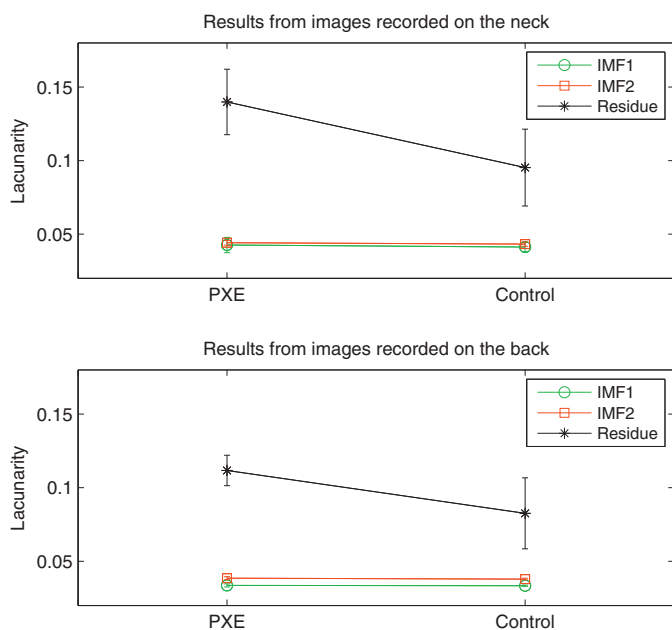 Results from images recorded on the neck
IMF1
IMF2
Residue
0.15
0.1
0.05
Lacunarity
PXE Control
Results from images recorded on the back
IMF1
IMF2
Residue
0.15
0.1
0.05
Lacunarity
PXE Control